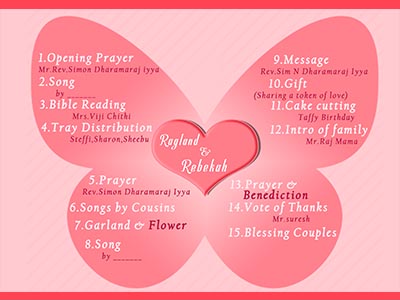 1.Opening Prayer
Mr.Rev.Simon Dharamaraj Iyya
2.Song
by _______
3.Bible Reading
Mrs.Viji Chithi
4.Tray Distribution
Steffi,Sharon,Sheebu
5.Prayer
Rev.Simon Dharamaraj Iyya
6.Songs by Cousins
7.Garland & Flower
8.Song
by _______
Ragland
&
Rebekah
9.Message
Rev.Sim N Dharamaraj Iyya
10.Gift
(Sharing a token of love)
11.Cake cutting
Taffy Birthday
12.Intro of family
Mr.Raj Mama
13.Prayer &
Benediction
14.Vote of Thanks
Mr.suresh
15.Blessing Couples